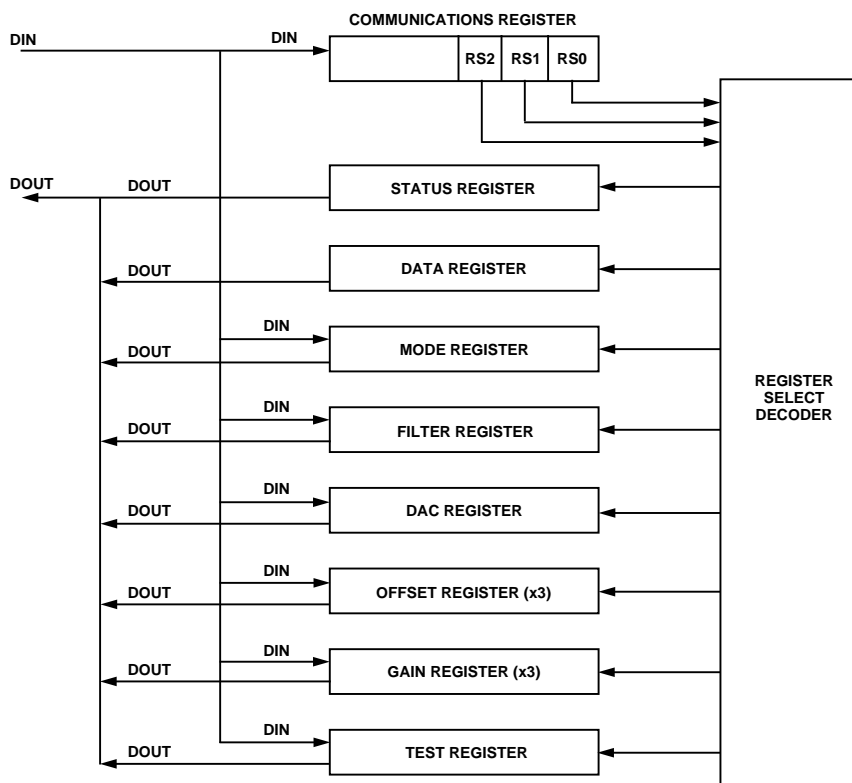 COMMUNICATIONS REGISTER
DIN
DIN
RS2
RS1
RS0
DOUT
DOUT
STATUS REGISTER
DOUT
DATA REGISTER
DIN
DOUT
MODE REGISTER
REGISTER
SELECT
DECODER
DIN
DOUT
FILTER REGISTER
DIN
DOUT
DAC REGISTER
DIN
DOUT
OFFSET REGISTER (x3)
DIN
DOUT
GAIN REGISTER (x3)
DIN
DOUT
TEST REGISTER